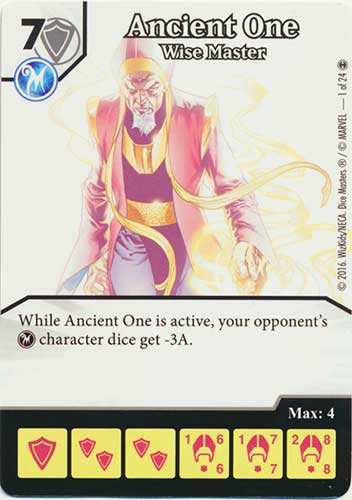 7
Ancient One
Wise Master
© 2016. WizKids/NECA. Dice Masters ® / © MARVEL — 1 of 24
While Ancient One is active, your opponent's
character dice get -3A.
Max: 4
1 6 6
1 7 7
2 8 8